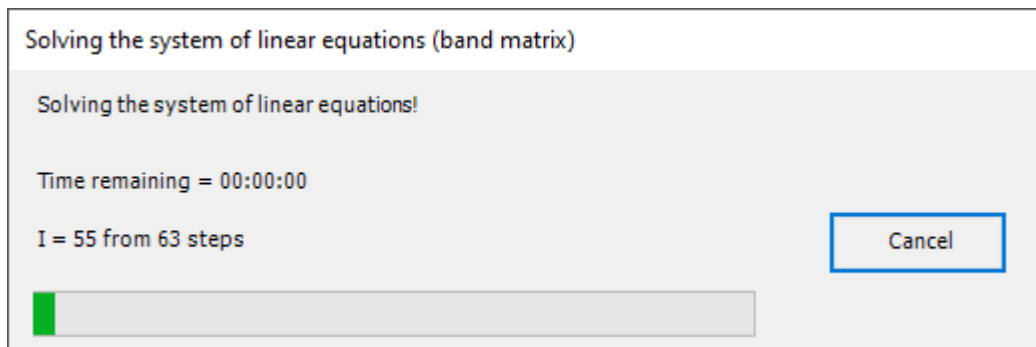 Solving the system of linear equations (band matrix)
Solving the system of linear equations!
Time remaining = 00:00:00
I = 55 from 63 steps
Cancel